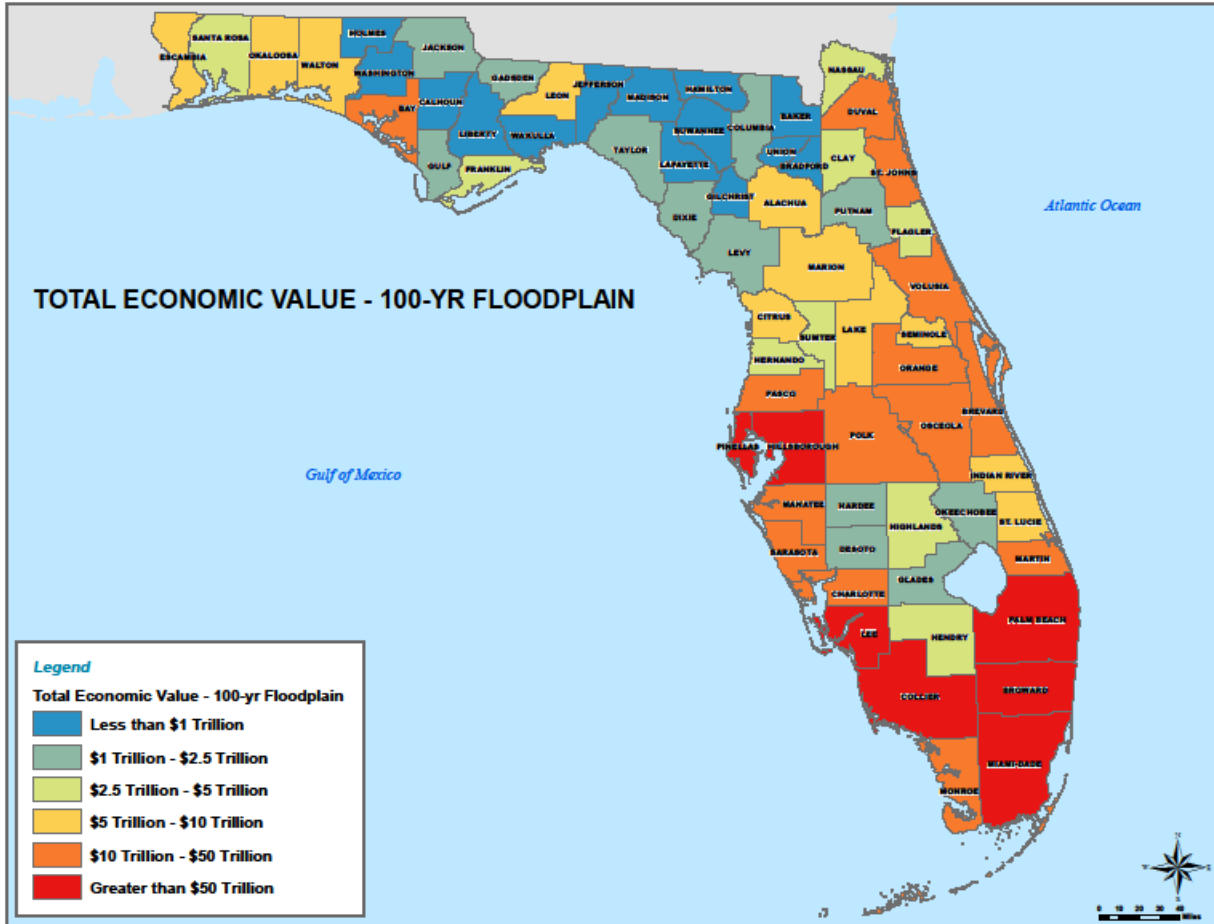 SANTA ROSA
ESCAMBIA
OKALOOSA
WALTON
HOLMES
WASHINGTON
JACKSON
BAY
CALHOUN
GULF
GADSDEN
LIBERTY
FRANKLIN
LEON
WAKULLA
JEFFERSON
MADISON
TAYLOR
HAMILTON
SUWANNEE
LAFAYETTE
DIXIE
COLUMBIA
GILCHRIST
LEVY
BAKER
UNION
BRADFORD
ALACHUA
NASSAU
DUVAL
CLAY
ST. JOHNS
PUTNAM
FLAGLER
Atlantic Ocean
MARION
VOLUSIA
TOTAL ECONOMIC VALUE - 100-YR FLOODPLAIN
CITRUS
SUMTER
LAKE
SEMINOLE
HERNANDO
ORANGE
PASCO
POLK
OSCEOLA
BREVARD
PINELLAS
HILLSBOROUGH
Gulf of Mexico
INDIAN RIVER
MANATEE
HARDEE
HIGHLANDS
OKEECHOBEE
ST. LUCIE
SARASOTA
DESOTO
MARTIN
CHARLOTTE
GLADES
LEE
HENDRY
PALM BEACH
COLLIER
BROWARD
MONROE
MIAMI-DADE
Legend
Total Economic Value - 100-yr Floodplain
Less than $1 Trillion
$1 Trillion - $2.5 Trillion
$2.5 Trillion - $5 Trillion
$5 Trillion - $10 Trillion
$10 Trillion - $50 Trillion
Greater than $50 Trillion
N
0 10 20 30 40
Miles